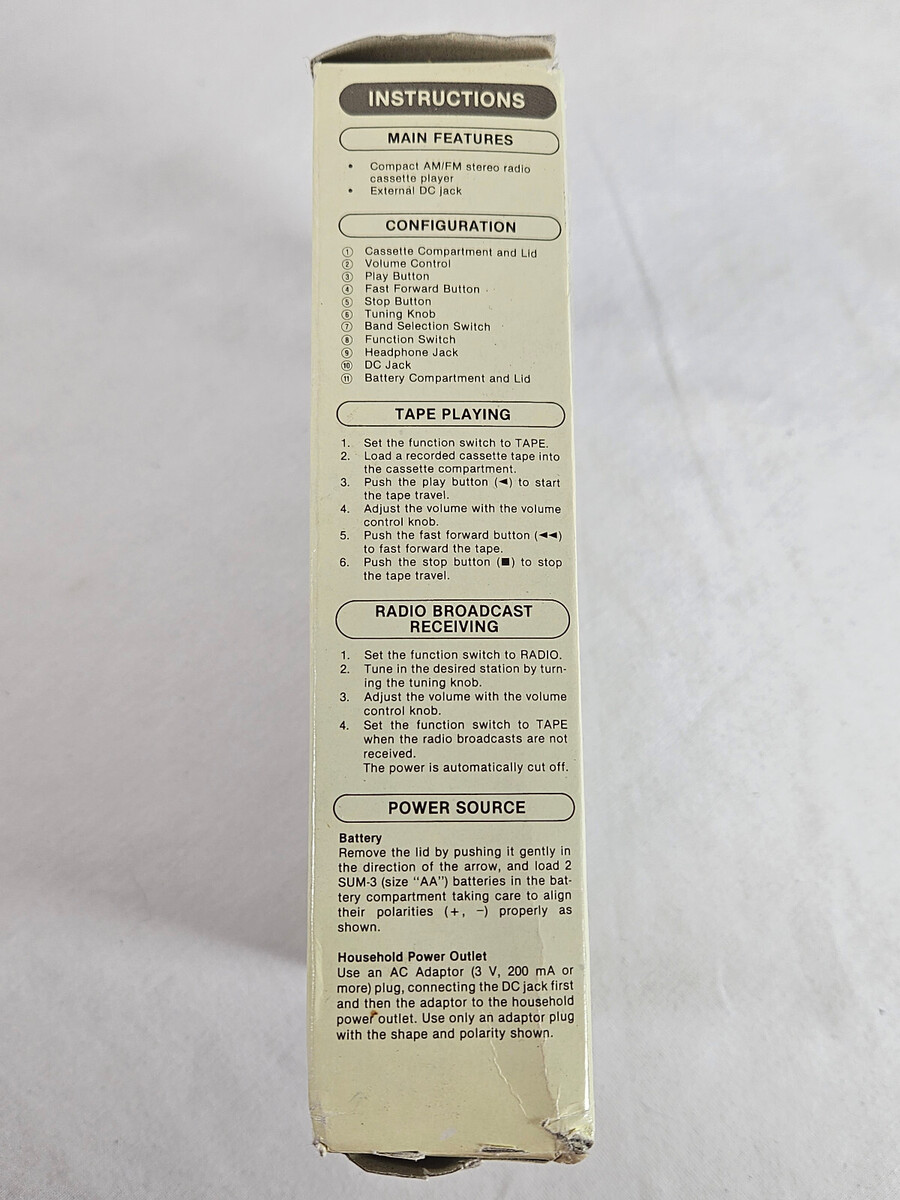 INSTRUCTIONS
MAIN FEATURES
• Compact AM/FM stereo radio
cassette player
• External DC jack
CONFIGURATION
① Cassette Compartment and Lid
② Volume Control
③ Play Button
④ Fast Forward Button
⑤ Stop Button
⑥ Tuning Knob
⑦ Band Selection Switch
⑧ Function Switch
⑨ Headphone Jack
⑩ DC Jack
⑪ Battery Compartment and Lid
TAPE PLAYING
1. Set the function switch to TAPE.
2. Load a recorded cassette tape into
the cassette compartment.
3. Push the play button (◄) to start
the tape travel.
4. Adjust the volume with the volume
control knob.
5. Push the fast forward button (◄◄)
to fast forward the tape.
6. Push the stop button (■) to stop
the tape travel.
RADIO BROADCAST
RECEIVING
1. Set the function switch to RADIO.
2. Tune in the desired station by turn-
ing the tuning knob.
3. Adjust the volume with the volume
control knob.
4. Set the function switch to TAPE
when the radio broadcasts are not
received.
The power is automatically cut off.
POWER SOURCE
Battery
Remove the lid by pushing it gently in
the direction of the arrow, and load 2
SUM-3 (size "AA") batteries in the bat-
tery compartment taking care to align
their polarities (+, −) properly as
shown.
Household Power Outlet
Use an AC Adaptor (3 V, 200 mA or
more) plug, connecting the DC jack first
and then the adaptor to the household
power outlet. Use only an adaptor plug
with the shape and polarity shown.